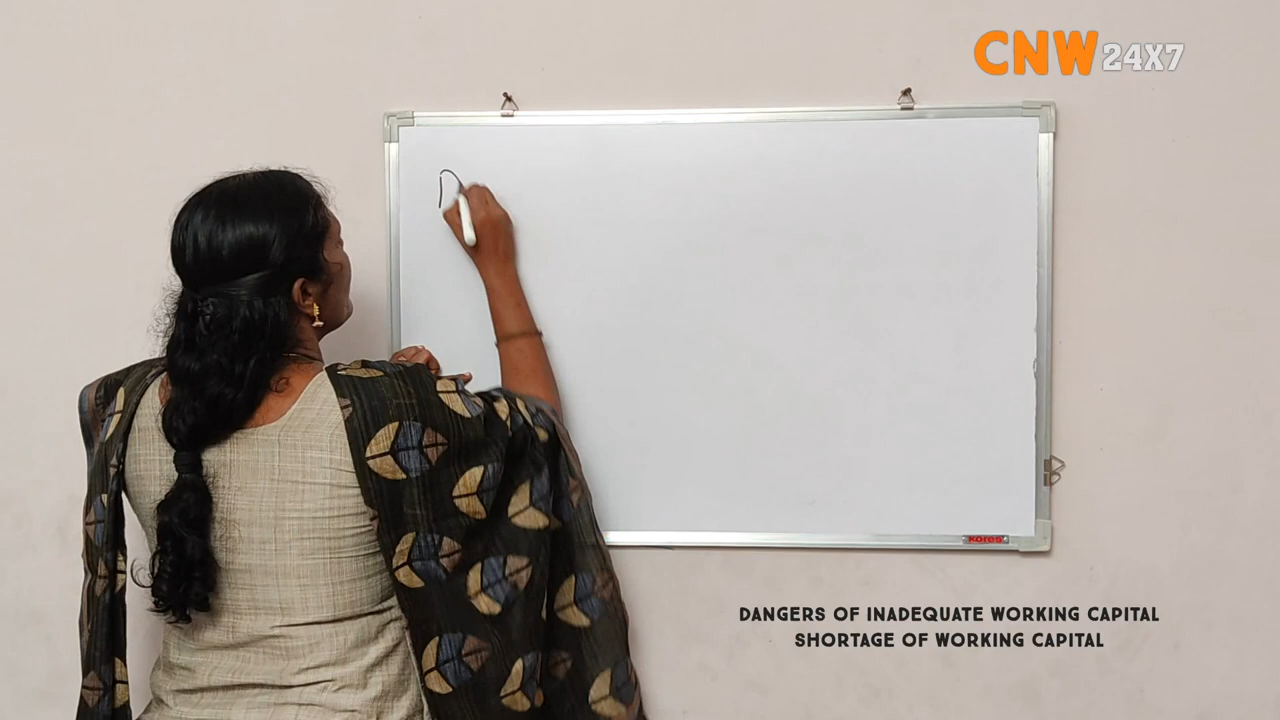 CNW 24X7
Kores
DANGERS OF INADEQUATE WORKING CAPITAL
SHORTAGE OF WORKING CAPITAL